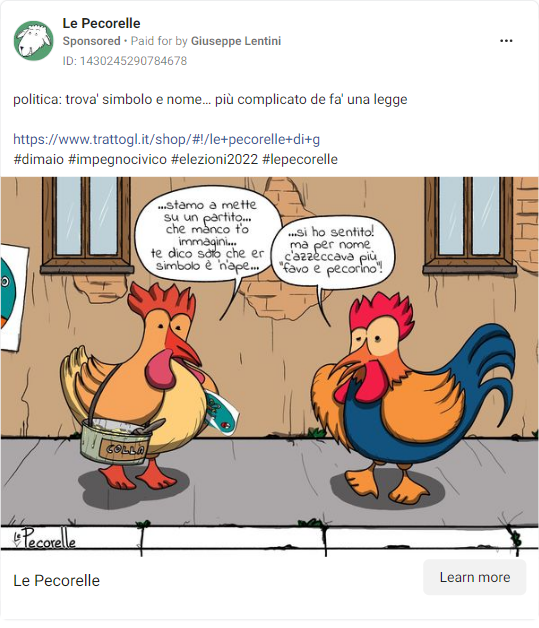 Le Pecorelle
Sponsored • Paid for by Giuseppe Lentini
ID: 1430245290784678
politica: trova' simbolo e nome... più complicato de fa' una legge
https://www.trattogl.it/shop/#!/le+pecorelle+di+g
#dimaio #impegnocivico #elezioni2022 #lepecorelle
...stamo a mette
su un partito...
che manco t'o
immagini...
te dico solo che er
simbolo è 'n'ape...
...si ho sentito!
ma per nome
c'azzeccava più
"favo e pecorino"!
COLLA
Le Pecorelle
Le Pecorelle
Learn more